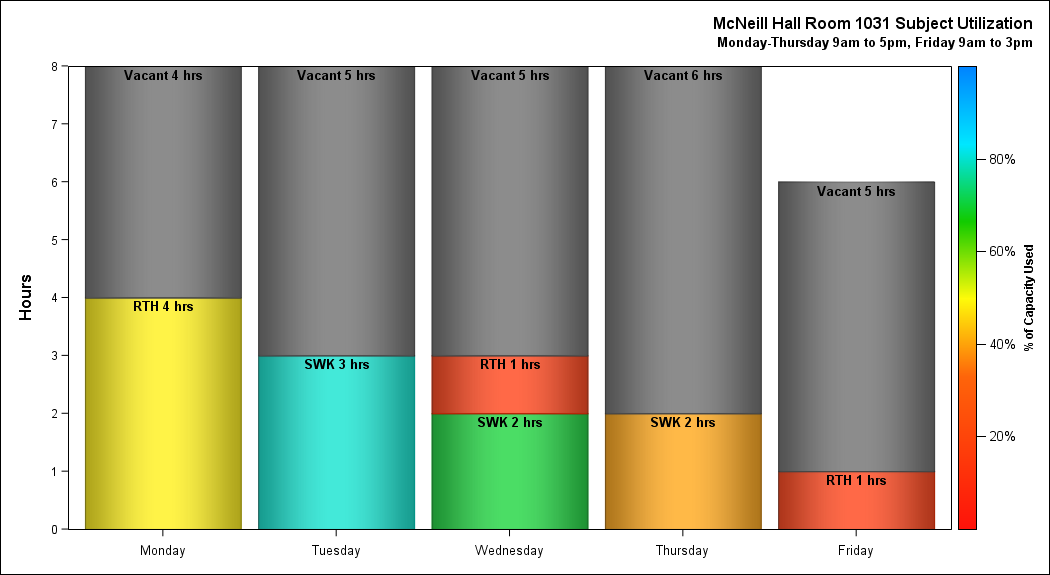 McNeill Hall Room 1031 Subject Utilization
Monday-Thursday 9am to 5pm, Friday 9am to 3pm
Hours
8
7
6
5
4
3
2
1
0
Vacant 4 hrs
RTH 4 hrs
Vacant 5 hrs
SWK 3 hrs
Vacant 5 hrs
RTH 1 hrs
SWK 2 hrs
Vacant 6 hrs
SWK 2 hrs
Vacant 5 hrs
RTH 1 hrs
Monday
Tuesday
Wednesday
Thursday
Friday
80%
60%
40%
20%
% of Capacity Used